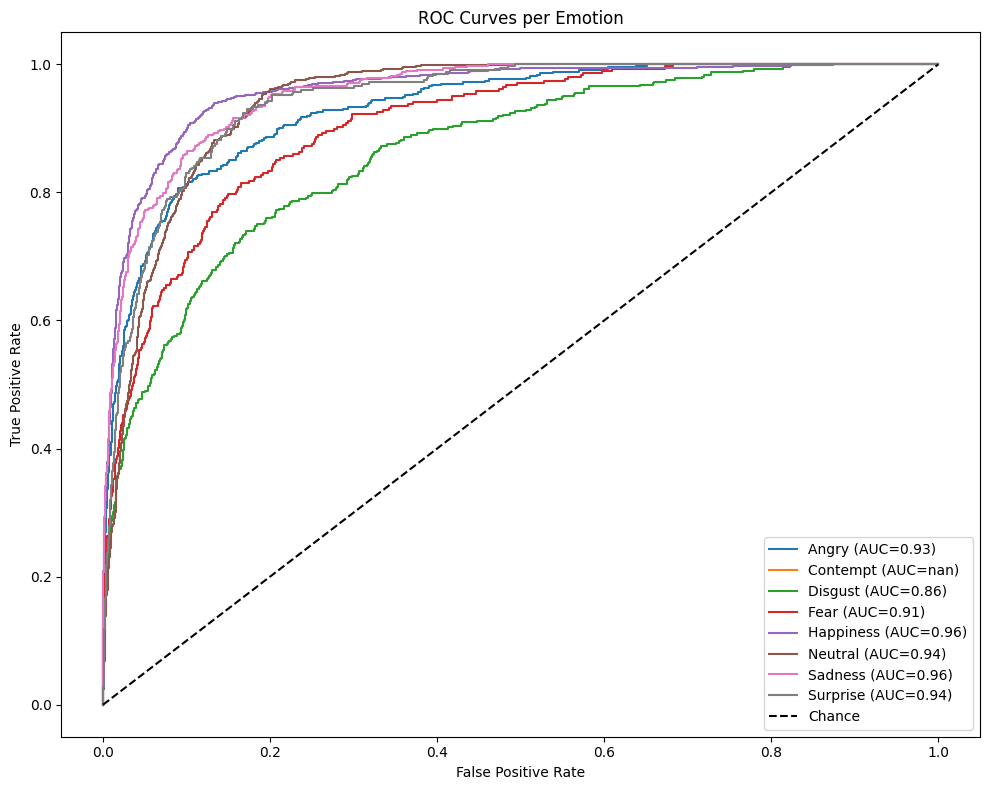 ROC Curves per Emotion
True Positive Rate
1.0
0.8
0.6
0.4
0.2
0.0
0.0 0.2 0.4 0.6 0.8 1.0
False Positive Rate
Angry (AUC=0.93)
Contempt (AUC=nan)
Disgust (AUC=0.86)
Fear (AUC=0.91)
Happiness (AUC=0.96)
Neutral (AUC=0.94)
Sadness (AUC=0.96)
Surprise (AUC=0.94)
Chance